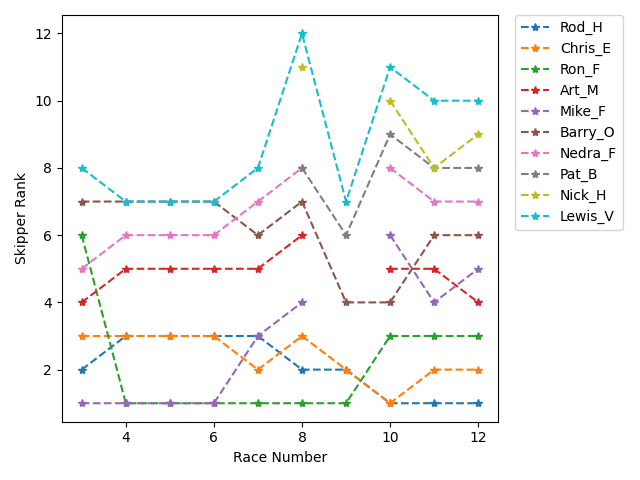 12
10
8
6
4
2
Skipper Rank
4
6
8
10
12
Race Number
Rod_H
Chris_E
Ron_F
Art_M
Mike_F
Barry_O
Nedra_F
Pat_B
Nick_H
Lewis_V